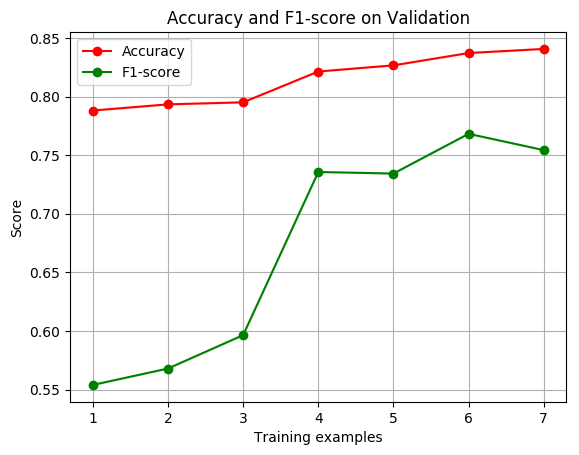 Accuracy and F1-score on Validation
0.85
0.80
0.75
0.70
0.65
0.60
0.55
Score
Accuracy
F1-score
1 2 3 4 5 6 7
Training examples